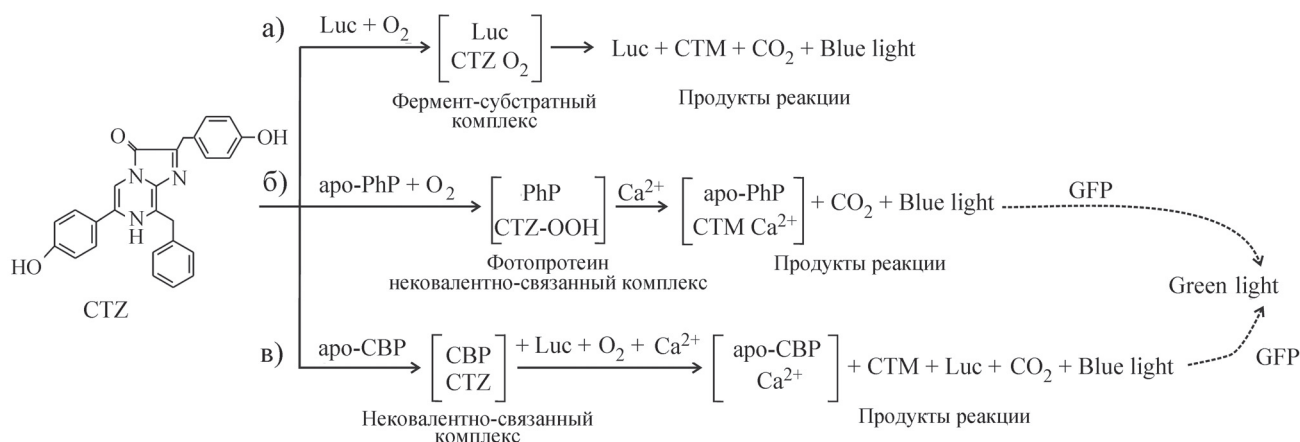 а)
Luc + O₂
Luc
CTZ O₂
Luc + CTM + CO₂ + Blue light
Фермент-субстратный
комплекс
Продукты реакции
O
N
N
N
H
OH
HO
CTZ
б)
apo-PhP + O₂
PhP
CTZ-OOH
Ca²⁺
apo-PhP
CTM Ca²⁺
+ CO₂ + Blue light
GFP
Фотопротеин
нековалентно-связанный комплекс
Продукты реакции
Green light
в)
apo-CBP
CBP
CTZ
+ Luc + O₂ + Ca²⁺
apo-CBP
Ca²⁺
+ CTM + Luc + CO₂ + Blue light
GFP
Нековалентно-связанный
комплекс
Продукты реакции